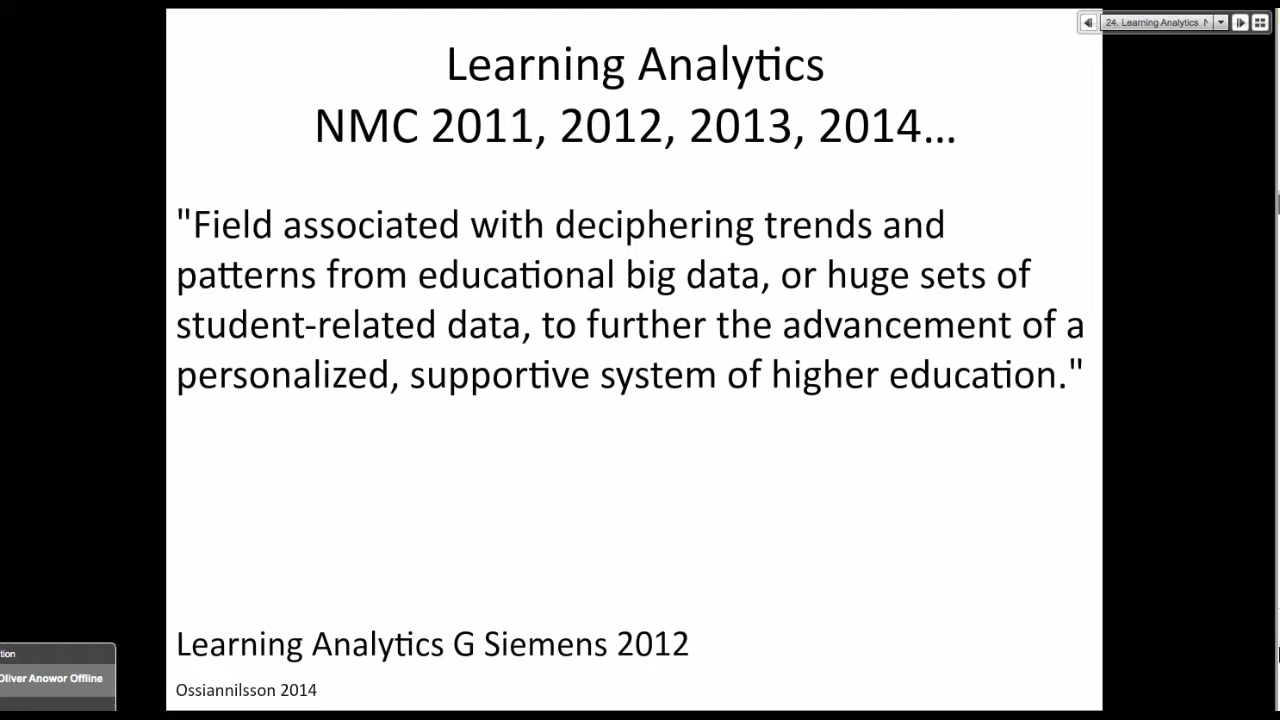 24. Learning Analytics
Learning Analytics
NMC 2011, 2012, 2013, 2014...
"Field associated with deciphering trends and
patterns from educational big data, or huge sets of
student-related data, to further the advancement of a
personalized, supportive system of higher education."
Learning Analytics G Siemens 2012
Ossiannilsson 2014
tion
Oliver Anowor Offline